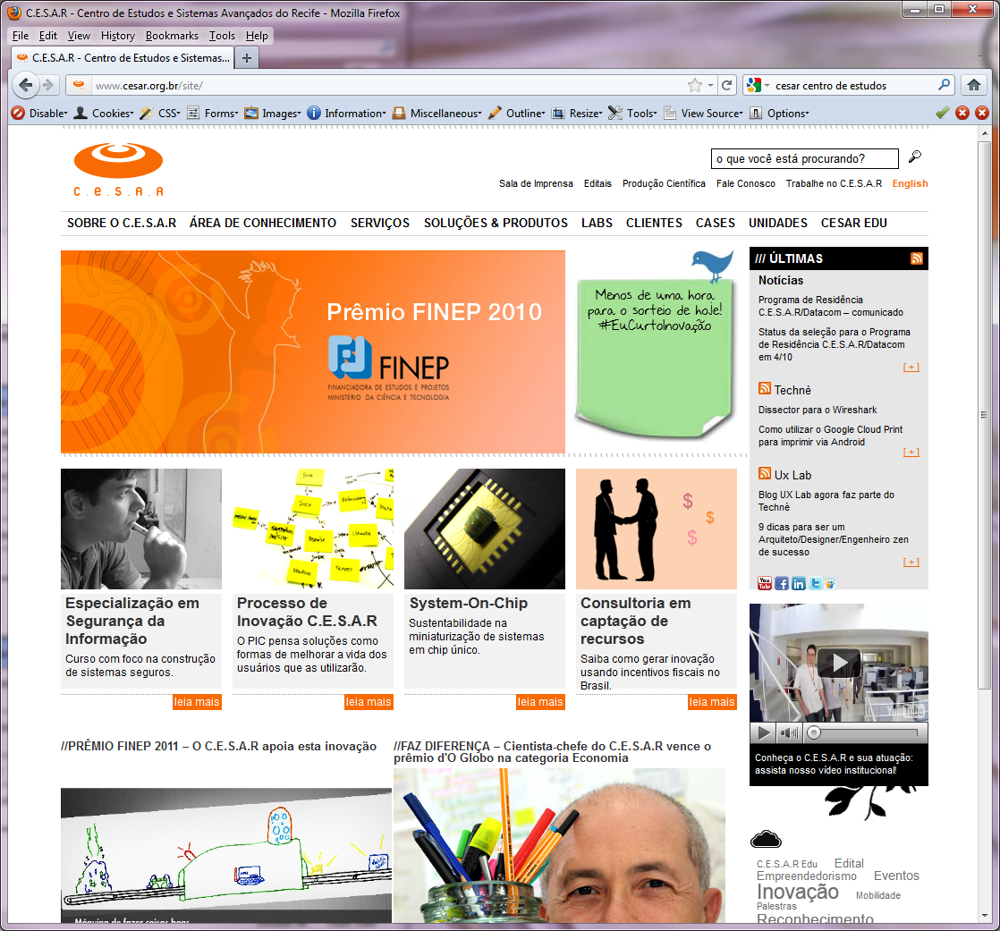 C.E.S.A.R - Centro de Estudos e Sistemas Avançados do Recife - Mozilla Firefox
File Edit View History Bookmarks Tools Help
C.E.S.A.R - Centro de Estudos e Sistemas...
www.cesar.org.br/site/
cesar centro de estudos
Disable Cookies CSS Forms Images Information Miscellaneous Outline Resize Tools View Source Options
c.e.s.a.r
o que você está procurando?
Sala de Imprensa Editais Produção Científica Fale Conosco Trabalhe no C.E.S.A.R English
SOBRE O C.E.S.A.R ÁREA DE CONHECIMENTO SERVIÇOS SOLUÇÕES & PRODUTOS LABS CLIENTES CASES UNIDADES CESAR EDU
Prêmio FINEP 2010
FINEP
FINANCIADORA DE ESTUDOS E PROJETOS
MINISTÉRIO DA CIÊNCIA E TECNOLOGIA
Menos de uma hora
para o sorteio de hoje!
#EuCurtoInovação
/// ÚLTIMAS
Notícias
Programa de Residência
C.E.S.A.R/Datacom – comunicado
Status da seleção para o Programa
de Residência C.E.S.A.R/Datacom
em 4/10
[ + ]
Technè
Dissector para o Wireshark
Como utilizar o Google Cloud Print
para imprimir via Android
[ + ]
Ux Lab
Blog UX Lab agora faz parte do
Technè
9 dicas para ser um
Arquiteto/Designer/Engenheiro zen
de sucesso
[ + ]
You Tube
Especialização em
Segurança da
Informação
Curso com foco na construção
de sistemas seguros.
leia mais
Processo de
Inovação C.E.S.A.R
O PIC pensa soluções como
formas de melhorar a vida dos
usuários que as utilizarão.
leia mais
System-On-Chip
Sustentabilidade na
miniaturização de sistemas
em chip único.
leia mais
$
$
$
Consultoria em
captação de
recursos
Saiba como gerar inovação
usando incentivos fiscais no
Brasil.
leia mais
YouTube
Conheça o C.E.S.A.R e sua atuação:
assista nosso vídeo institucional!
//PRÊMIO FINEP 2011 – O C.E.S.A.R apoia esta inovação
Máquina de fazer coisas boas
//FAZ DIFERENÇA – Cientista-chefe do C.E.S.A.R vence o
prêmio d'O Globo na categoria Economia
C.E.S.A.R Edu Edital
Empreendedorismo Eventos
Inovação Mobilidade
Palestras
Reconhecimento